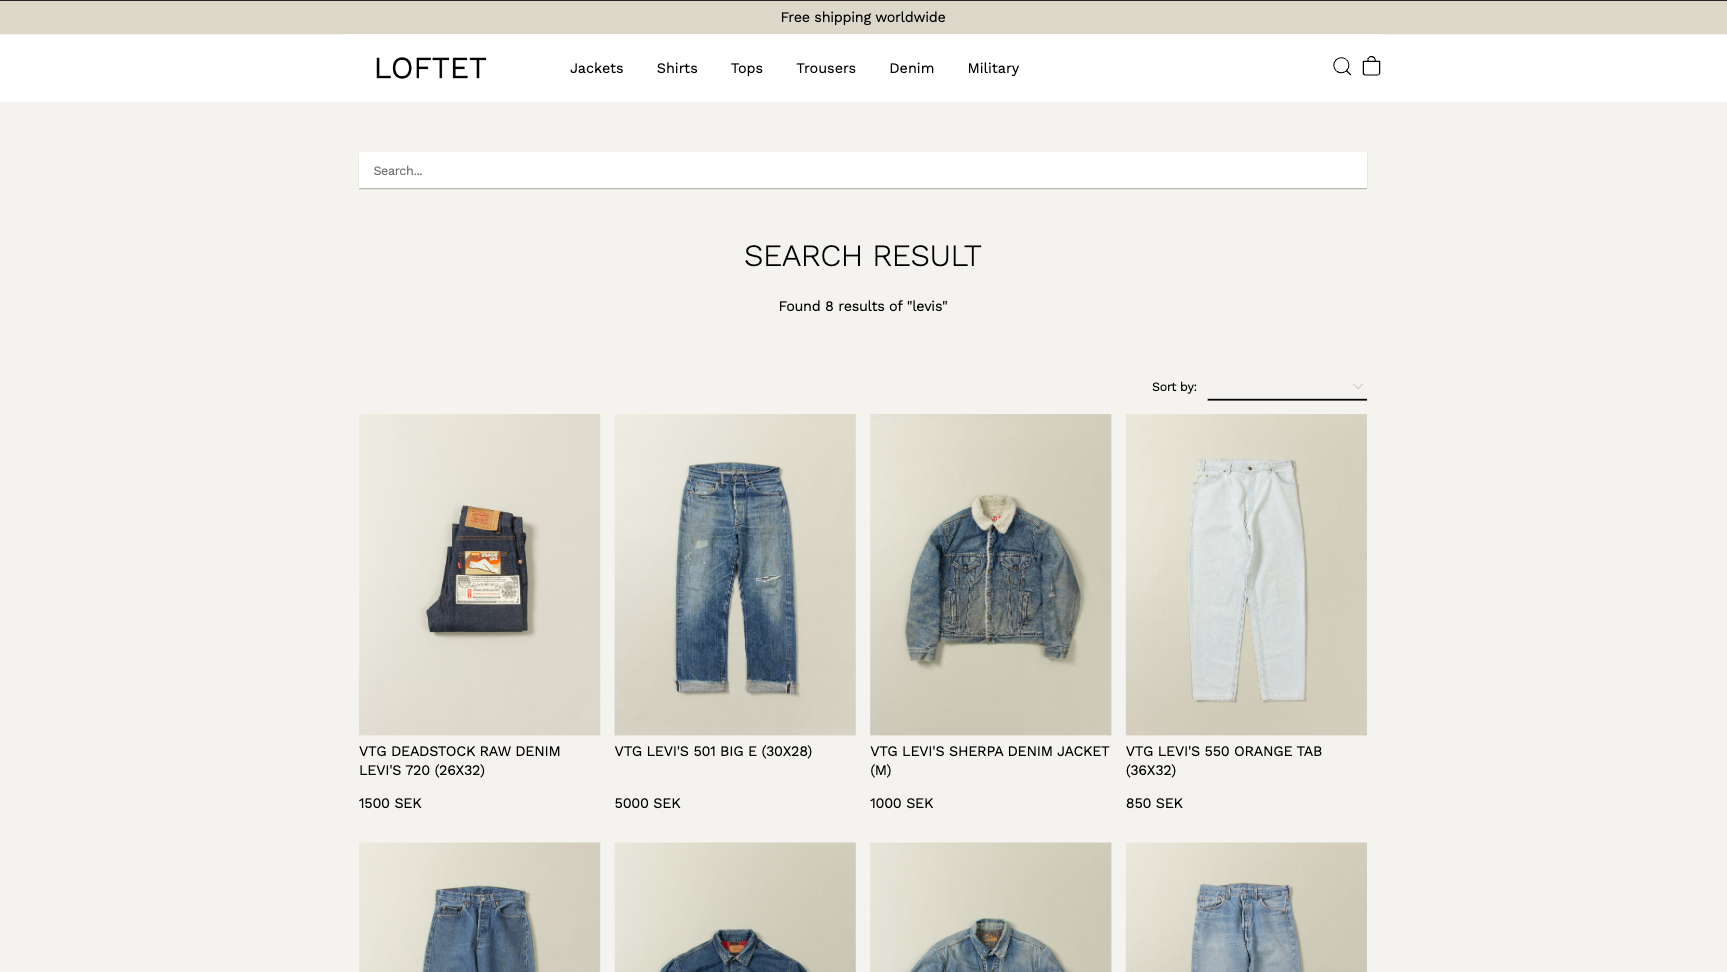 Free shipping worldwide
LOFTET
Jackets
Shirts
Tops
Trousers
Denim
Military
Search...
SEARCH RESULT
Found 8 results of "levis"
Sort by:
VTG DEADSTOCK RAW DENIM
LEVI'S 720 (26X32)
1500 SEK
VTG LEVI'S 501 BIG E (30X28)
5000 SEK
VTG LEVI'S SHERPA DENIM JACKET
(M)
1000 SEK
VTG LEVI'S 550 ORANGE TAB
(36X32)
850 SEK